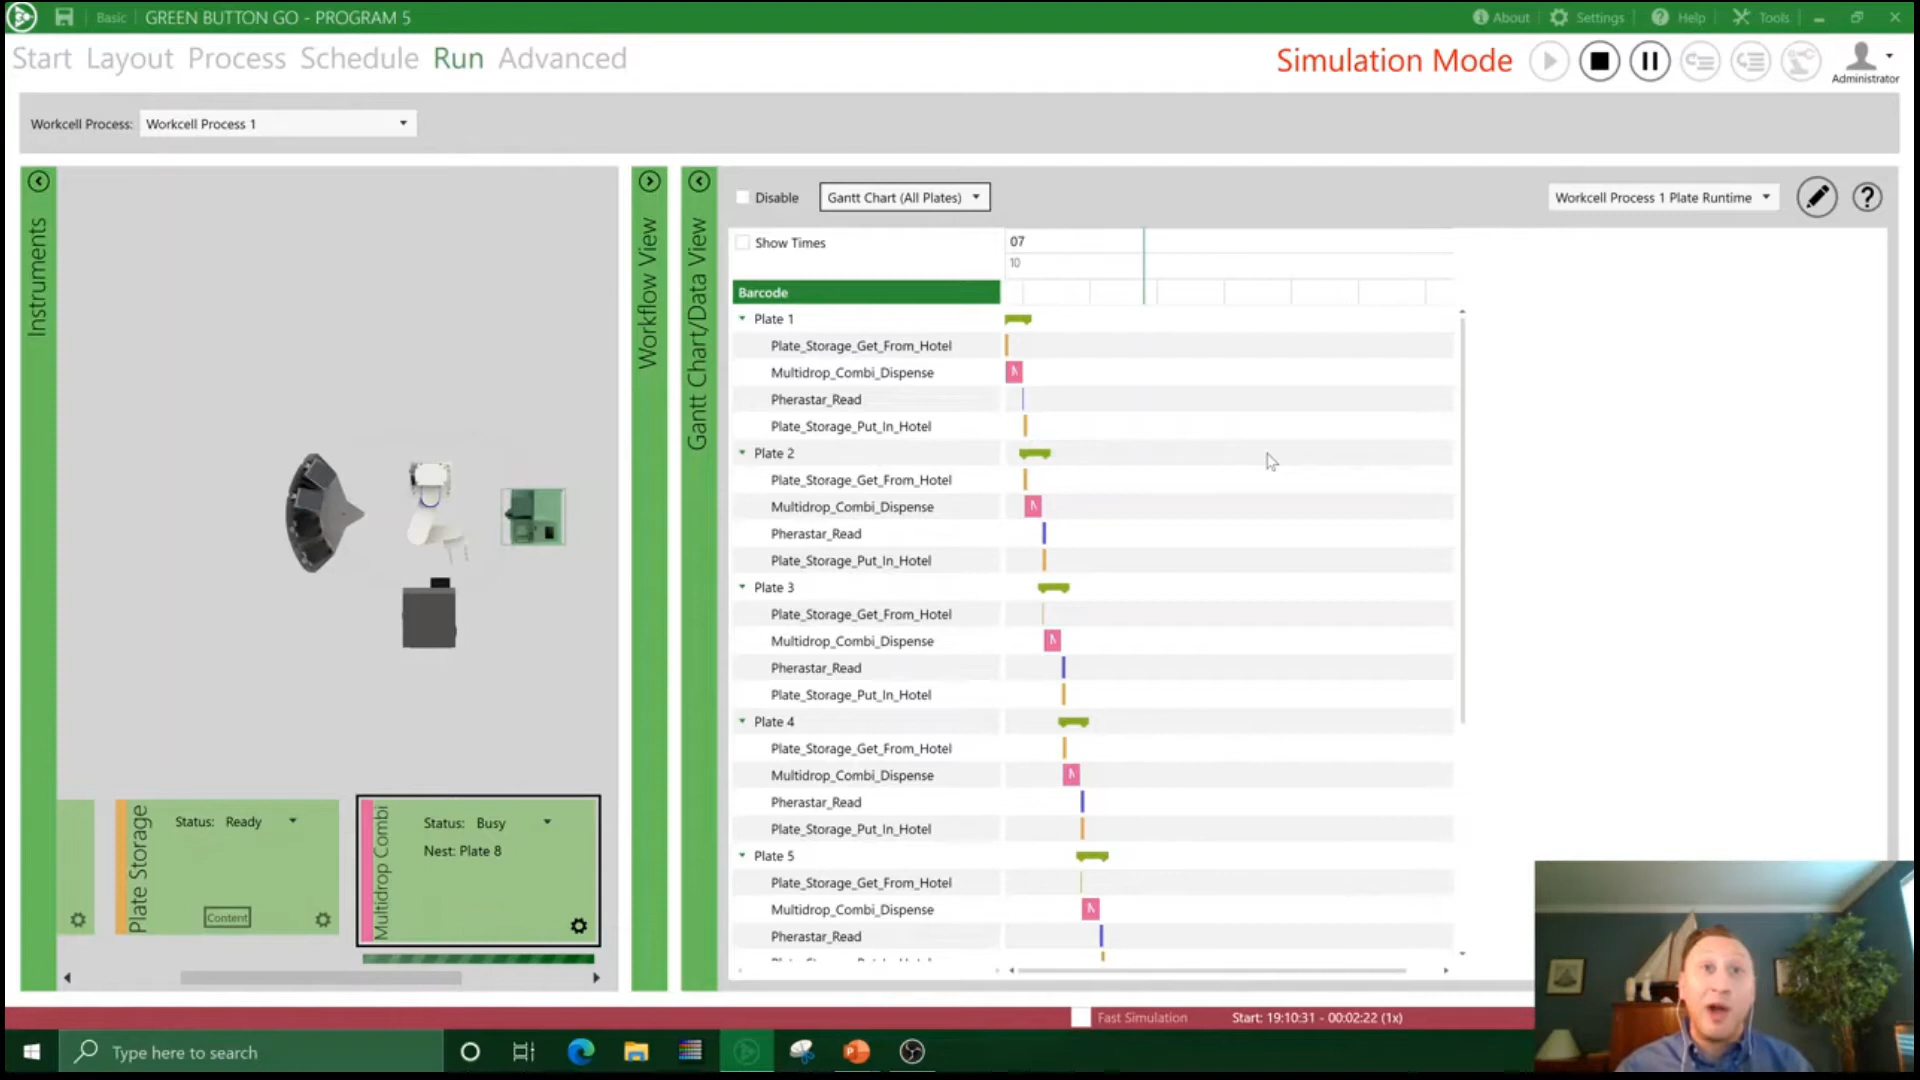 Basic GREEN BUTTON GO - PROGRAM 5 About Settings Help Tools
Start Layout Process Schedule Run Advanced Simulation Mode Administrator
Workcell Process: Workcell Process 1
Instruments
Status: Ready
Plate Storage
Content
Status: Busy
Nest: Plate 8
Multidrop Combi
Workflow View
Gantt Chart/Data View
Disable Gantt Chart (All Plates) Workcell Process 1 Plate Runtime
Show Times 07
10
Barcode
Plate 1
Plate_Storage_Get_From_Hotel
Multidrop_Combi_Dispense
Pherastar_Read
Plate_Storage_Put_In_Hotel
Plate 2
Plate_Storage_Get_From_Hotel
Multidrop_Combi_Dispense
Pherastar_Read
Plate_Storage_Put_In_Hotel
Plate 3
Plate_Storage_Get_From_Hotel
Multidrop_Combi_Dispense
Pherastar_Read
Plate_Storage_Put_In_Hotel
Plate 4
Plate_Storage_Get_From_Hotel
Multidrop_Combi_Dispense
Pherastar_Read
Plate_Storage_Put_In_Hotel
Plate 5
Plate_Storage_Get_From_Hotel
Multidrop_Combi_Dispense
Pherastar_Read
Fast Simulation Start: 19:10:31 - 00:02:22 (1x)
Type here to search